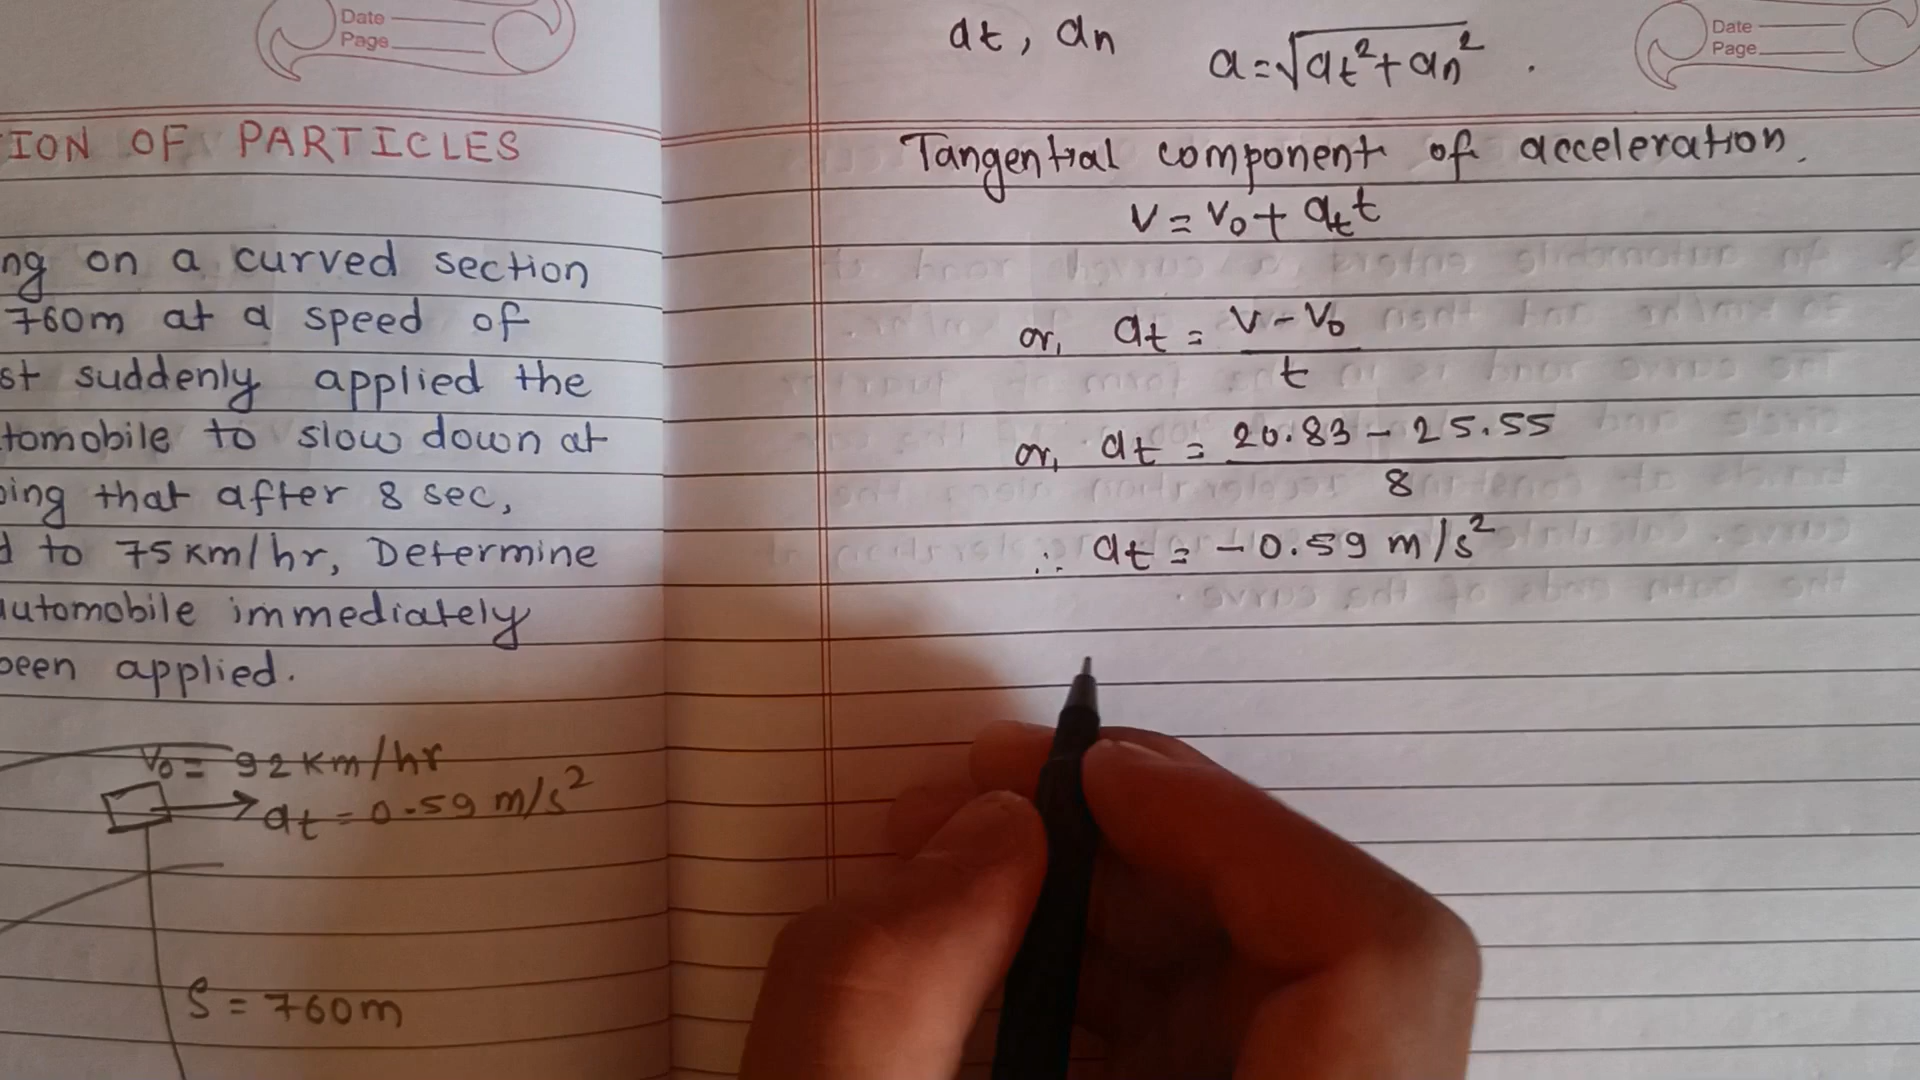 Date
Page
ION OF PARTICLES
ng on a curved section
760m at a speed of
st suddenly applied the
tomobile to slow down at
ing that after 8 sec,
d to 75 km/hr, Determine
automobile immediately
been applied.
v₀ = 92 km/hr
at = 0.59 m/s²
ρ = 760m
at, an
a = √at² + an² .
Date
Page
Tangential component of acceleration.
v = v₀ + at t
or, at = v - v₀
t
or, at = 20.83 - 25.55
8
∴ at = -0.59 m/s²